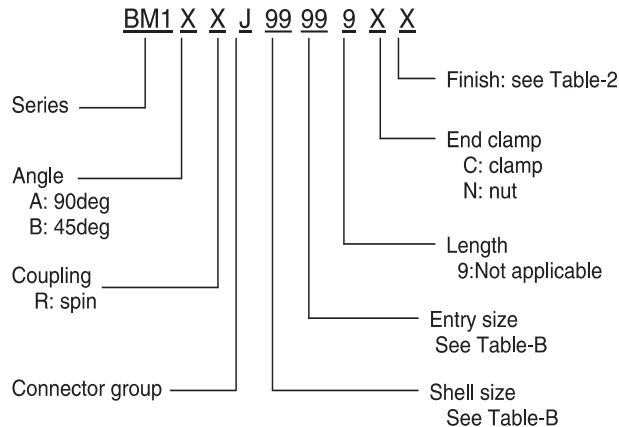 BM1 X X J 99 99 9 X X
Finish: see Table-2
Series
End clamp
C: clamp
N: nut
Angle
A: 90deg
B: 45deg
Length
9:Not applicable
Coupling
R: spin
Entry size
See Table-B
Connector group
Shell size
See Table-B